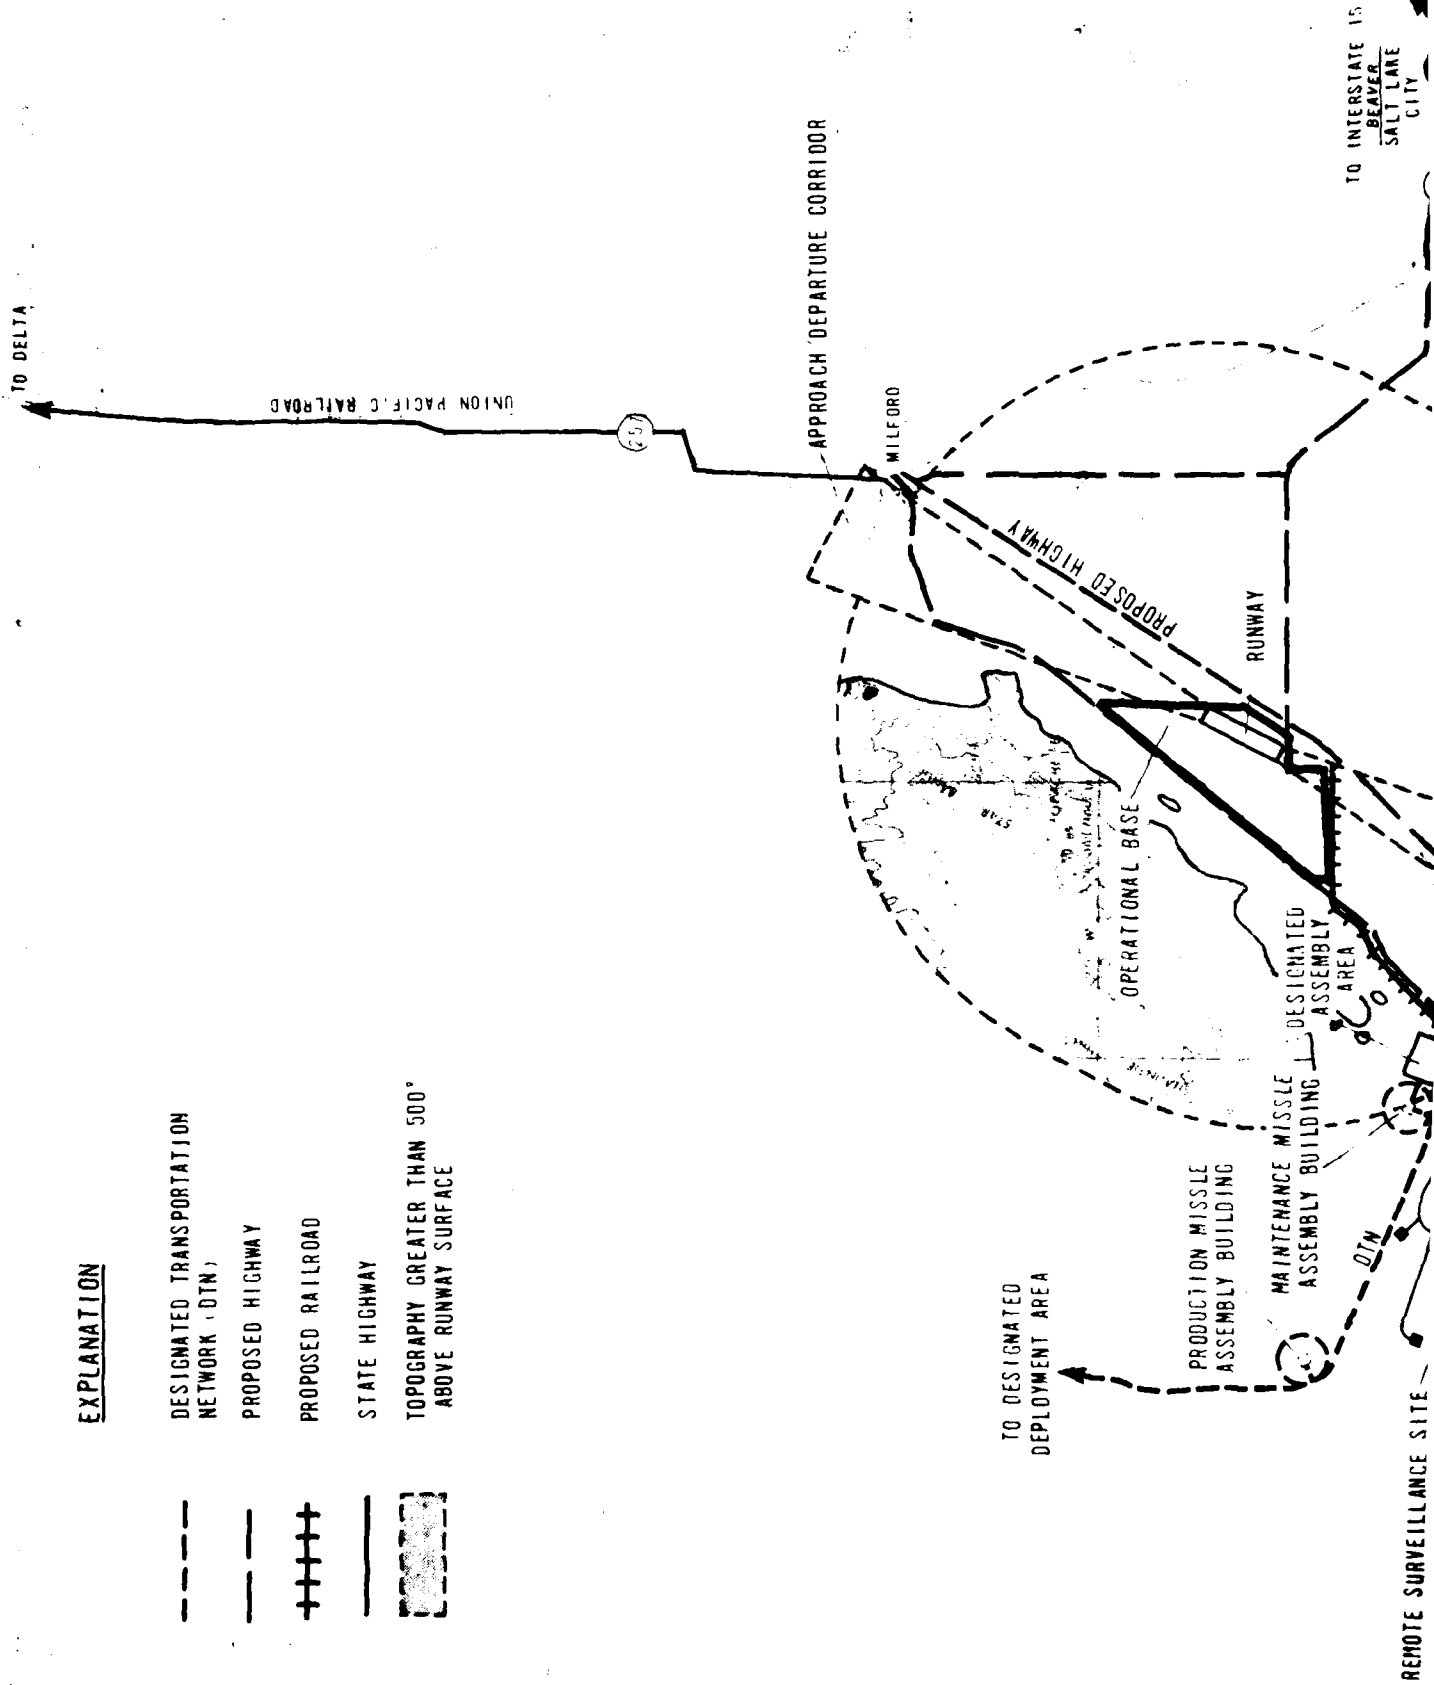 EXPLANATION
DESIGNATED TRANSPORTATION
NETWORK (DTN)
PROPOSED HIGHWAY
PROPOSED RAILROAD
STATE HIGHWAY
TOPOGRAPHY GREATER THAN 500'
ABOVE RUNWAY SURFACE
TO DELTA
UNION PACIFIC RAILROAD
257
APPROACH DEPARTURE CORRIDOR
MILFORD
PROPOSED HIGHWAY
RUNWAY
TO INTERSTATE 15
BEAVER
SALT LAKE
CITY
STAR
OPERATIONAL BASE
DESIGNATED
ASSEMBLY
AREA
MAINTENANCE MISSLE
ASSEMBLY BUILDING
PRODUCTION MISSLE
ASSEMBLY BUILDING
DTN
TO DESIGNATED
DEPLOYMENT AREA
REMOTE SURVEILLANCE SITE